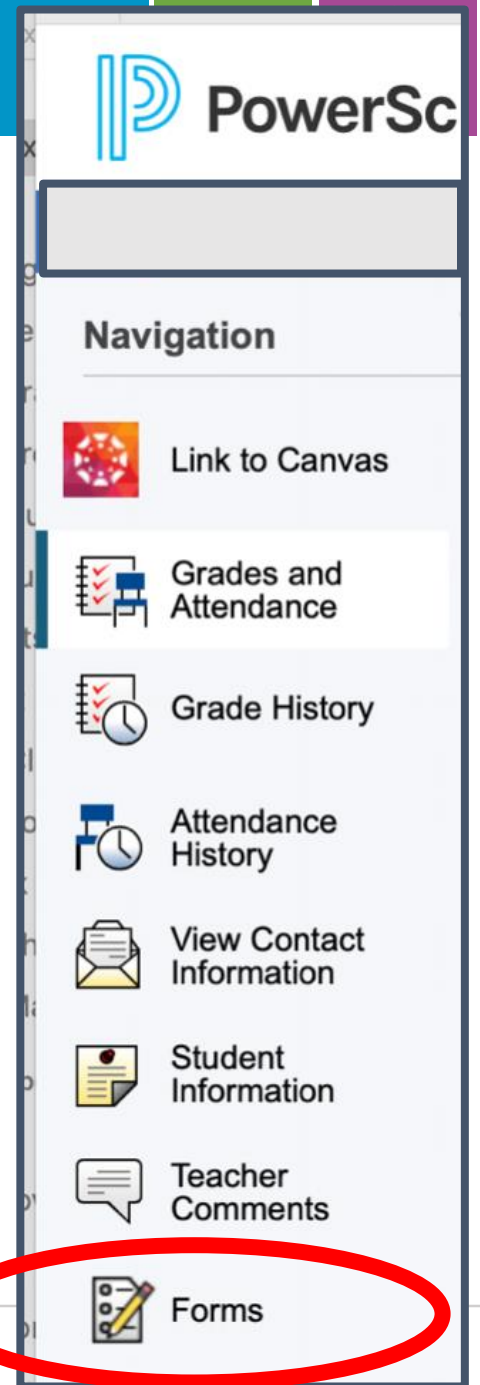 PowerSc
Navigation
Link to Canvas
Grades and
Attendance
Grade History
Attendance
History
View Contact
Information
Student
Information
Teacher
Comments
Forms